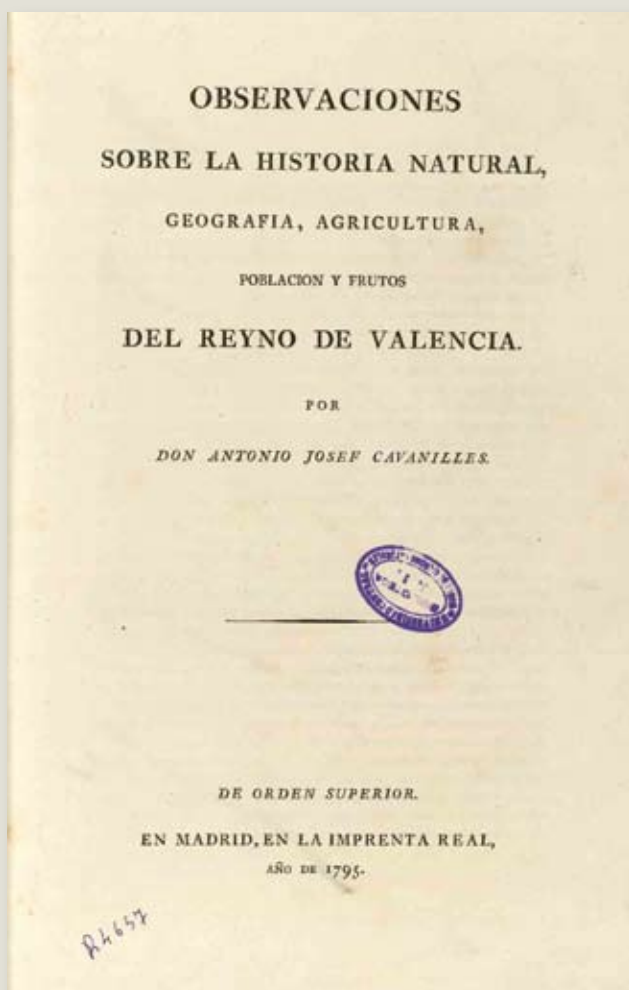 OBSERVACIONES
SOBRE LA HISTORIA NATURAL,
GEOGRAFIA, AGRICULTURA,
POBLACION Y FRUTOS
DEL REYNO DE VALENCIA.
POR
DON ANTONIO JOSEF CAVANILLES.
DE ORDEN SUPERIOR.
EN MADRID, EN LA IMPRENTA REAL,
AÑO DE 1795.
R4657